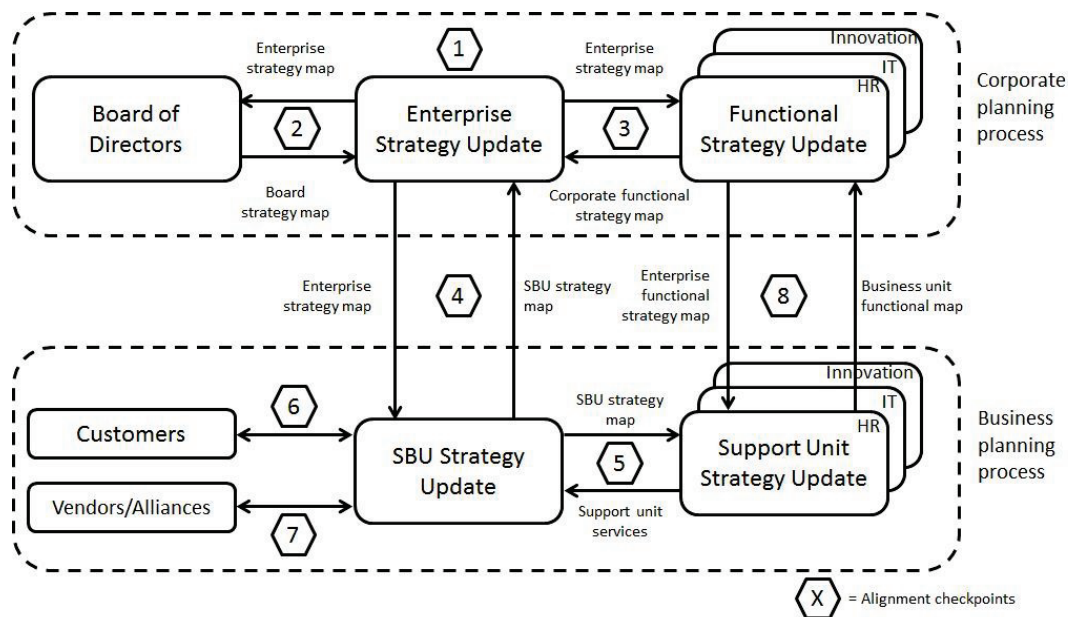 Innovation
IT
HR
Enterprise
strategy map
1
Enterprise
strategy map
Board of
Directors
2
Enterprise
Strategy Update
3
Functional
Strategy Update
Corporate
planning
process
Board
strategy map
Corporate functional
strategy map
Enterprise
strategy map
4
SBU strategy
map
Enterprise
functional
strategy map
8
Business unit
functional map
Innovation
IT
HR
6
Customers
SBU strategy
map
SBU Strategy
Update
5
Support Unit
Strategy Update
Business
planning
process
Vendors/Alliances
7
Support unit
services
X = Alignment checkpoints